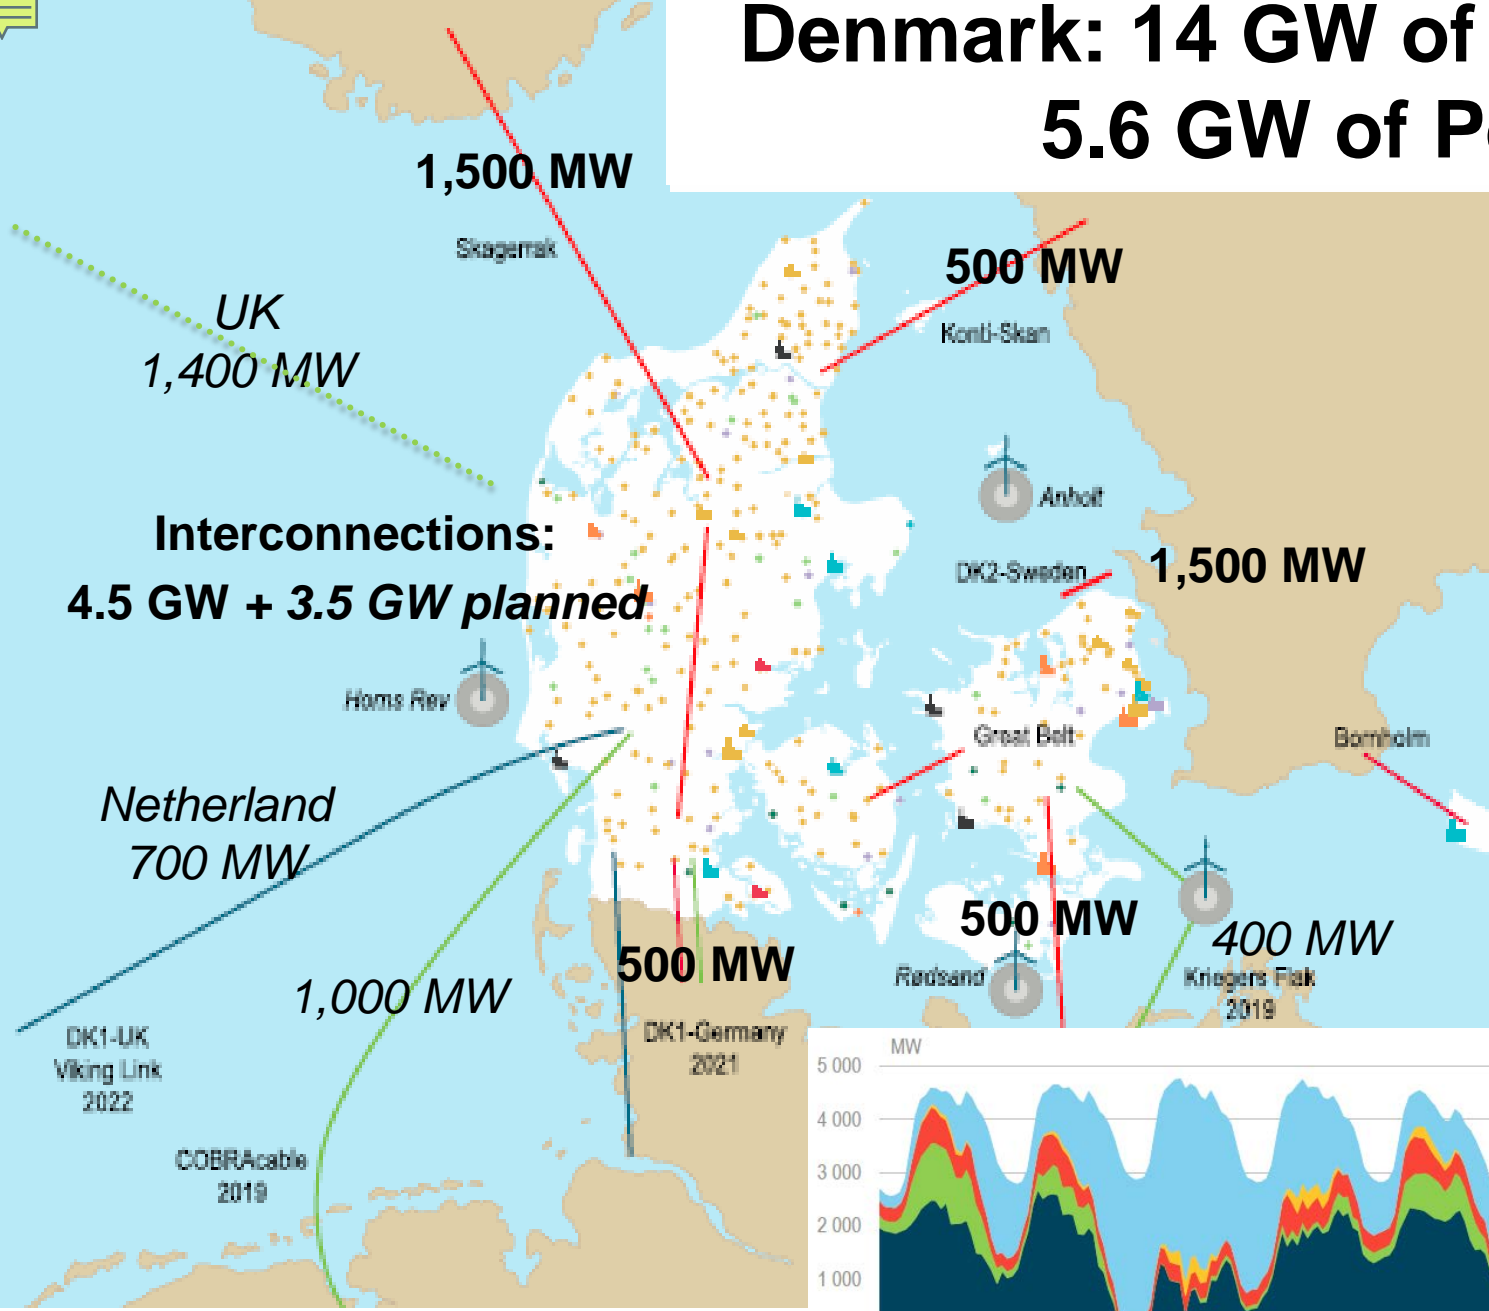 Denmark: 14 GW of
5.6 GW of
1,500 MW
Skagerrak
500 MW
Konti-Skan
UK
1,400 MW
Anholt
Interconnections:
4.5 GW + 3.5 GW planned
DK2-Sweden
1,500 MW
Horns Rev
Great Belt
Bornholm
Netherland
700 MW
500 MW
400 MW
500 MW
Rødsand
Kriegers Flak
2019
1,000 MW
DK1-UK
Viking Link
2022
DK1-Germany
2021
COBRAcable
2019
MW
5 000
4 000
3 000
2 000
1 000